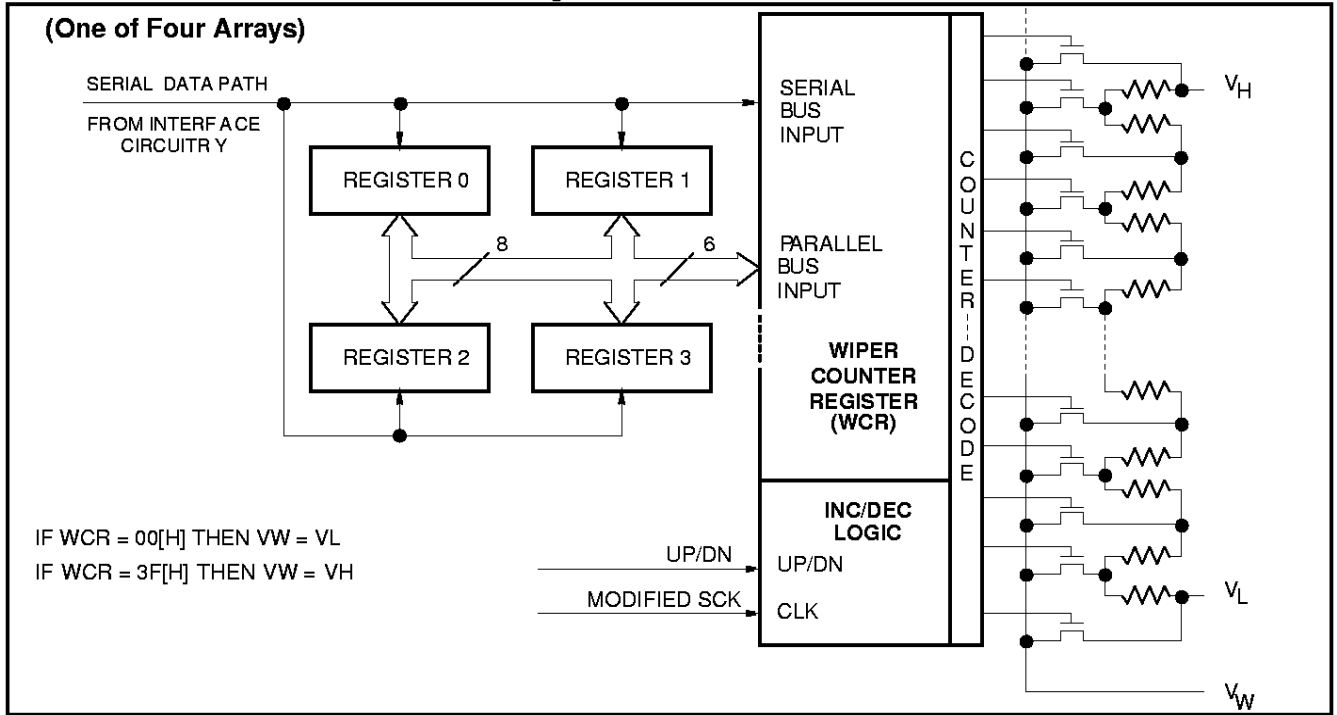 (One of Four Arrays)
SERIAL DATA PATH
FROM INTERFACE
CIRCUITRY
REGISTER 0
REGISTER 1
8
6
REGISTER 2
REGISTER 3
SERIAL
BUS
INPUT
PARALLEL
BUS
INPUT
WIPER
COUNTER
REGISTER
(WCR)
INC/DEC
LOGIC
UP/DN
UP/DN
MODIFIED SCK
CLK
COUNTER--DECODE
IF WCR = 00[H] THEN VW = VL
IF WCR = 3F[H] THEN VW = VH
VH
VL
VW